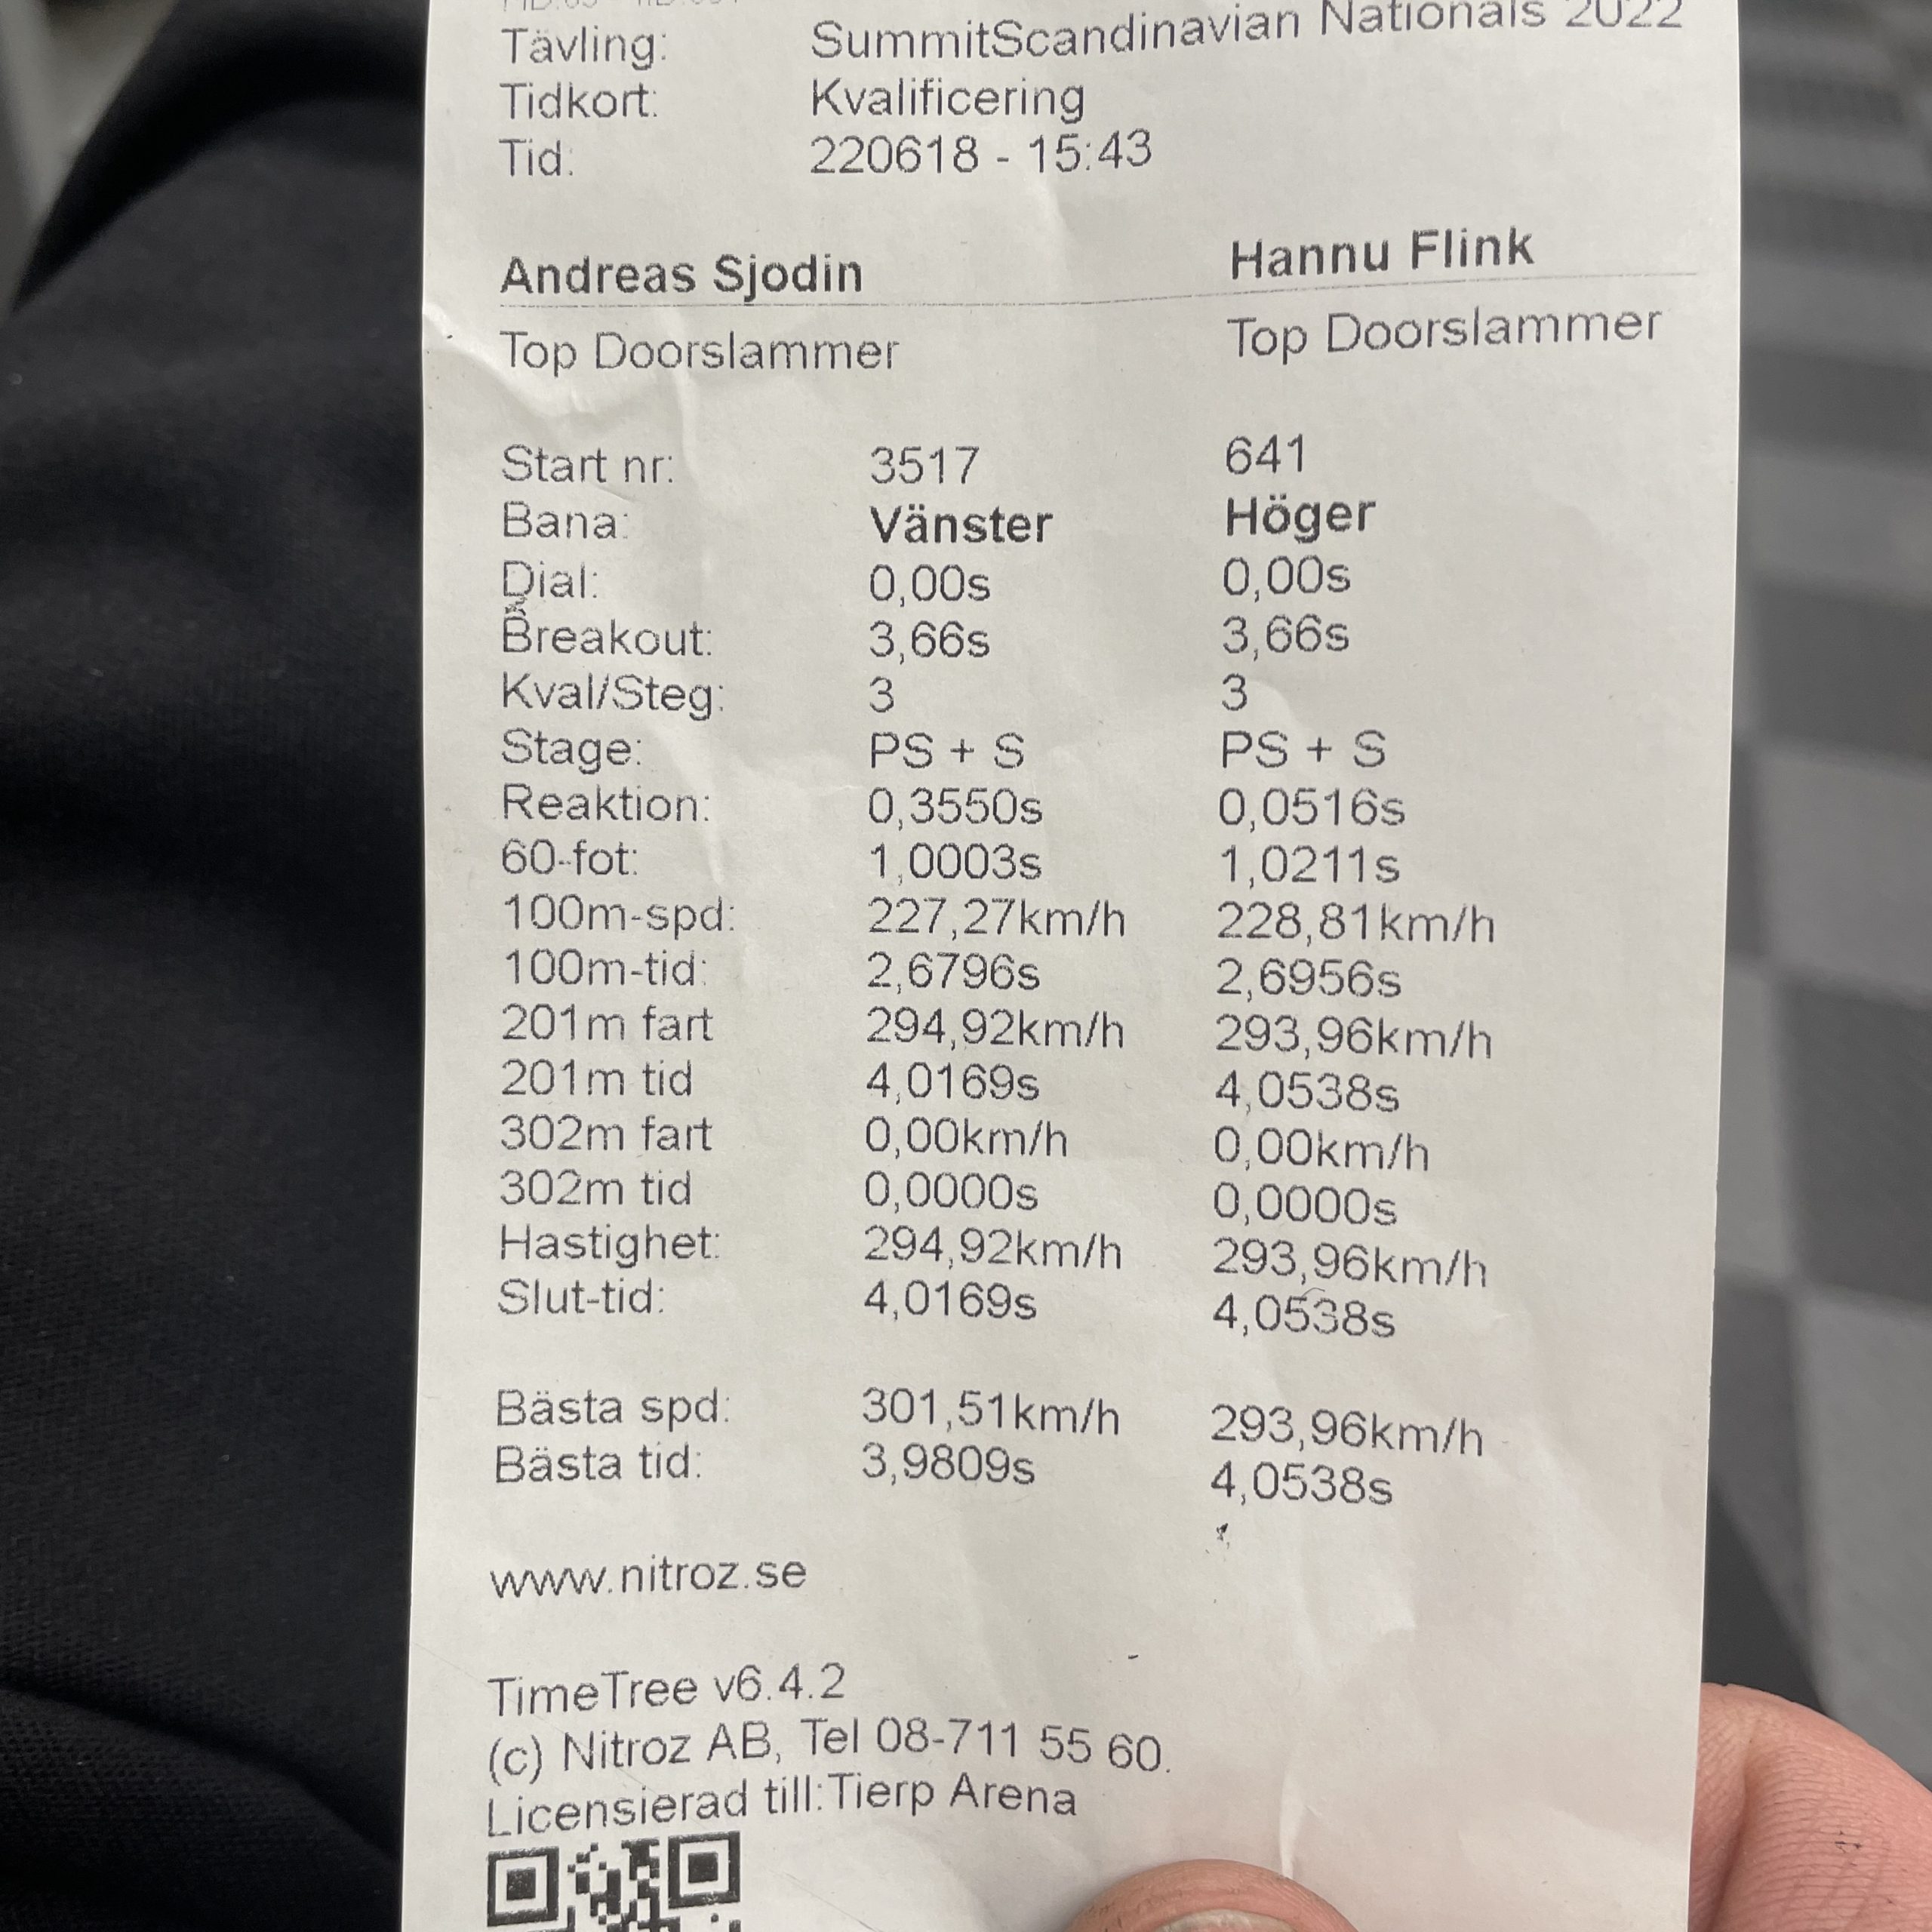 Tävling: SummitScandinavian Nationals 2022
Tidkort: Kvalificering
Tid: 220618 - 15:43
Andreas Sjodin Hannu Flink
Top Doorslammer Top Doorslammer
Start nr: 3517 641
Bana: Vänster Höger
Dial: 0,00s 0,00s
Breakout: 3,66s 3,66s
Kval/Steg: 3 3
Stage: PS + S PS + S
Reaktion: 0,3550s 0,0516s
60-fot: 1,0003s 1,0211s
100m-spd: 227,27km/h 228,81km/h
100m-tid: 2,6796s 2,6956s
201m fart 294,92km/h 293,96km/h
201m tid 4,0169s 4,0538s
302m fart 0,00km/h 0,00km/h
302m tid 0,0000s 0,0000s
Hastighet: 294,92km/h 293,96km/h
Slut-tid: 4,0169s 4,0538s
Bästa spd: 301,51km/h 293,96km/h
Bästa tid: 3,9809s 4,0538s
www.nitroz.se
TimeTree v6.4.2
(c) Nitroz AB, Tel 08-711 55 60.
Licensierad till:Tierp Arena